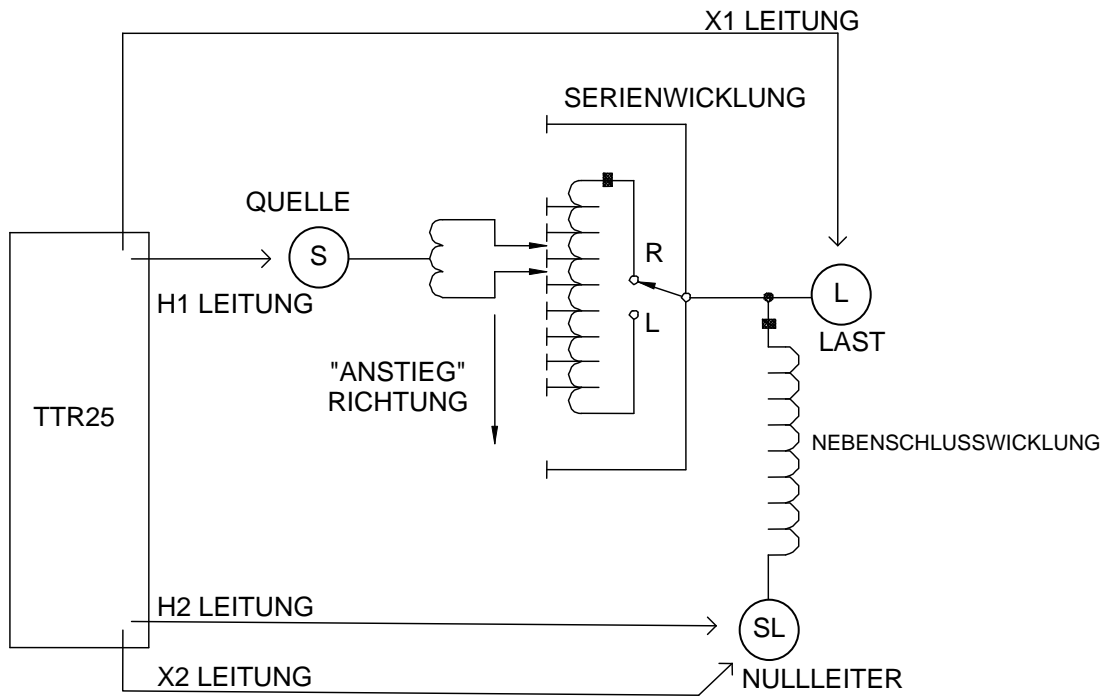 X1 LEITUNG
SERIENWICKLUNG
QUELLE
S
R
H1 LEITUNG
L
L
LAST
"ANSTIEG"
RICHTUNG
TTR25
NEBENSCHLUSSWICKLUNG
H2 LEITUNG
SL
X2 LEITUNG
NULLLEITER